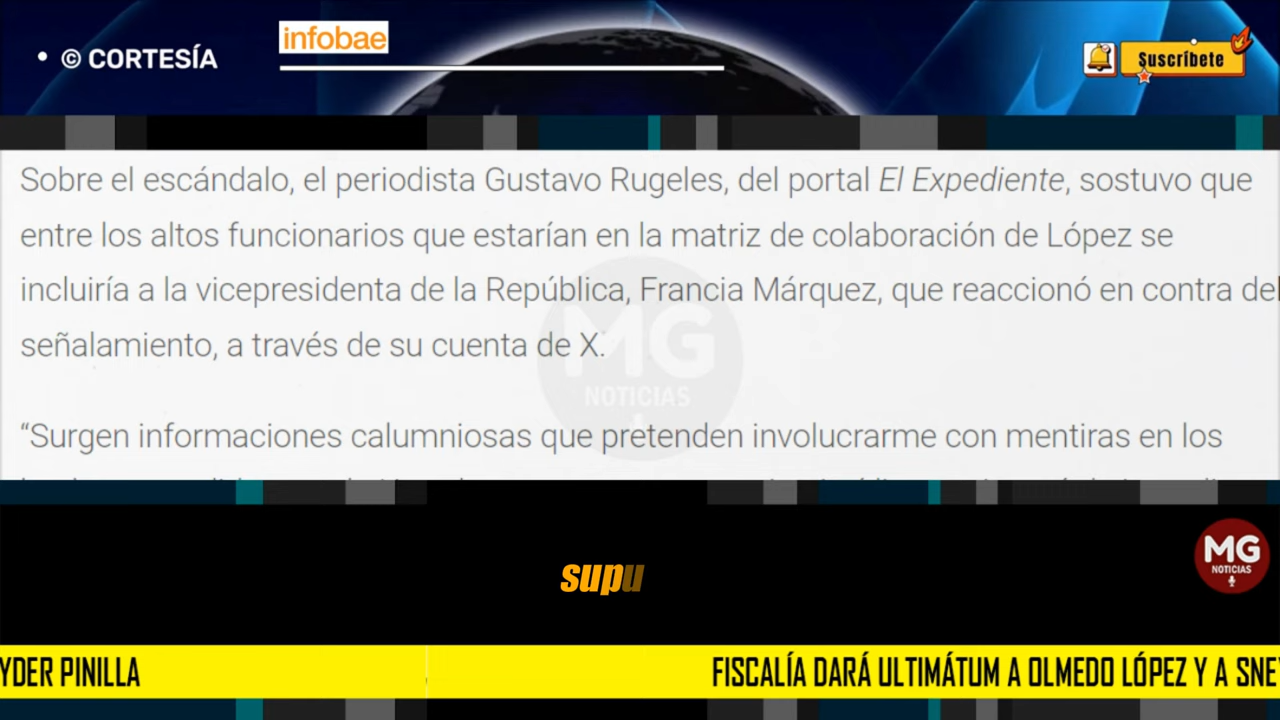 infobae
• © CORTESÍA
Suscríbete
Sobre el escándalo, el periodista Gustavo Rugeles, del portal El Expediente, sostuvo que
entre los altos funcionarios que estarían en la matriz de colaboración de López se
incluiría a la vicepresidenta de la República, Francia Márquez, que reaccionó en contra del
señalamiento, a través de su cuenta de X.
MG
NOTICIAS
“Surgen informaciones calumniosas que pretenden involucrarme con mentiras en los
supu
MG
NOTICIAS
YDER PINILLA
FISCALÍA DARÁ ULTIMÁTUM A OLMEDO LÓPEZ Y A SNEY